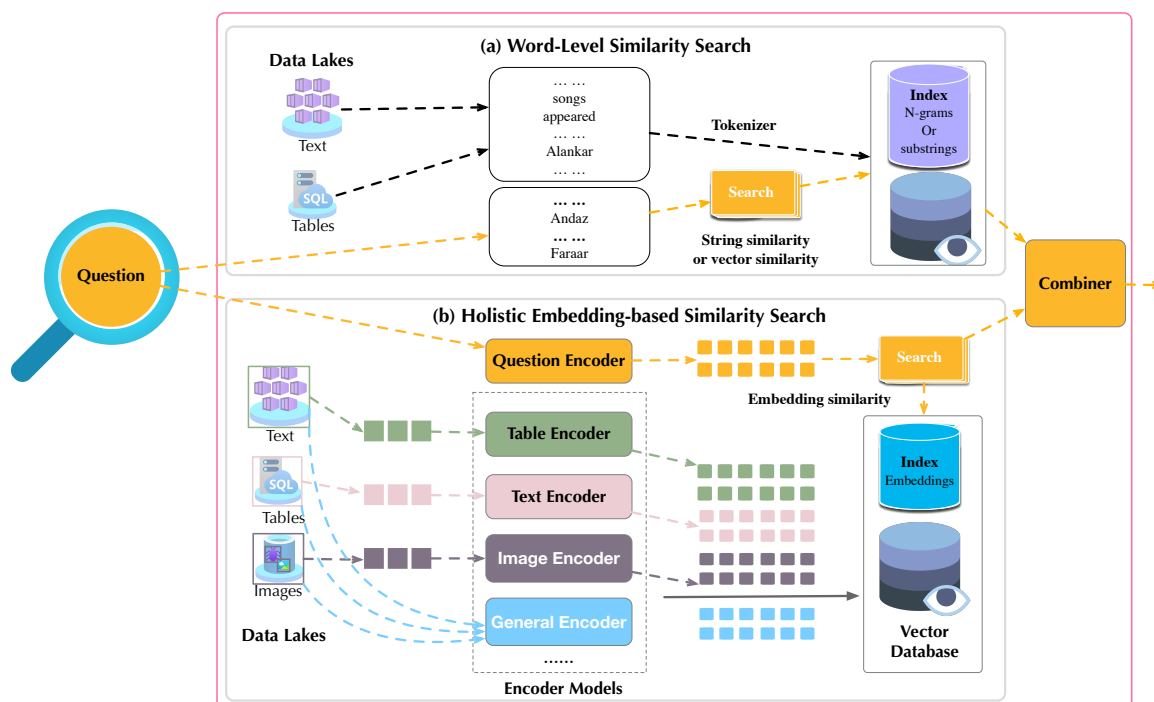 (a) Word-Level Similarity Search
Data Lakes
Text
SQL
Tables
... ...
songs
appeared
... ...
Alankar
... ...
... ...
Andaz
... ...
Faraar
Tokenizer
Search
String similarity
or vector similarity
Index
N-grams
Or
substrings
Question
Combiner
(b) Holistic Embedding-based Similarity Search
Question Encoder
Search
Embedding similarity
Text
SQL
Tables
Images
Data Lakes
Table Encoder
Text Encoder
Image Encoder
General Encoder
......
Encoder Models
Index
Embeddings
Vector
Database